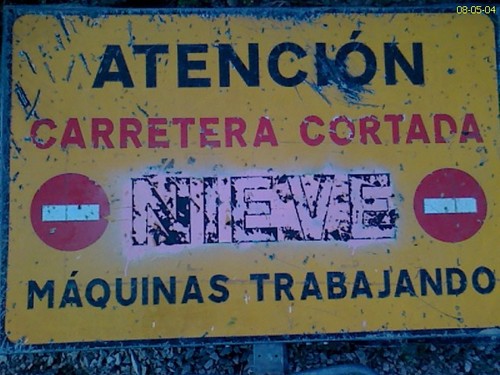 08-05-04
ATENCIÓN
CARRETERA CORTADA
NIEVE
MÁQUINAS TRABAJANDO